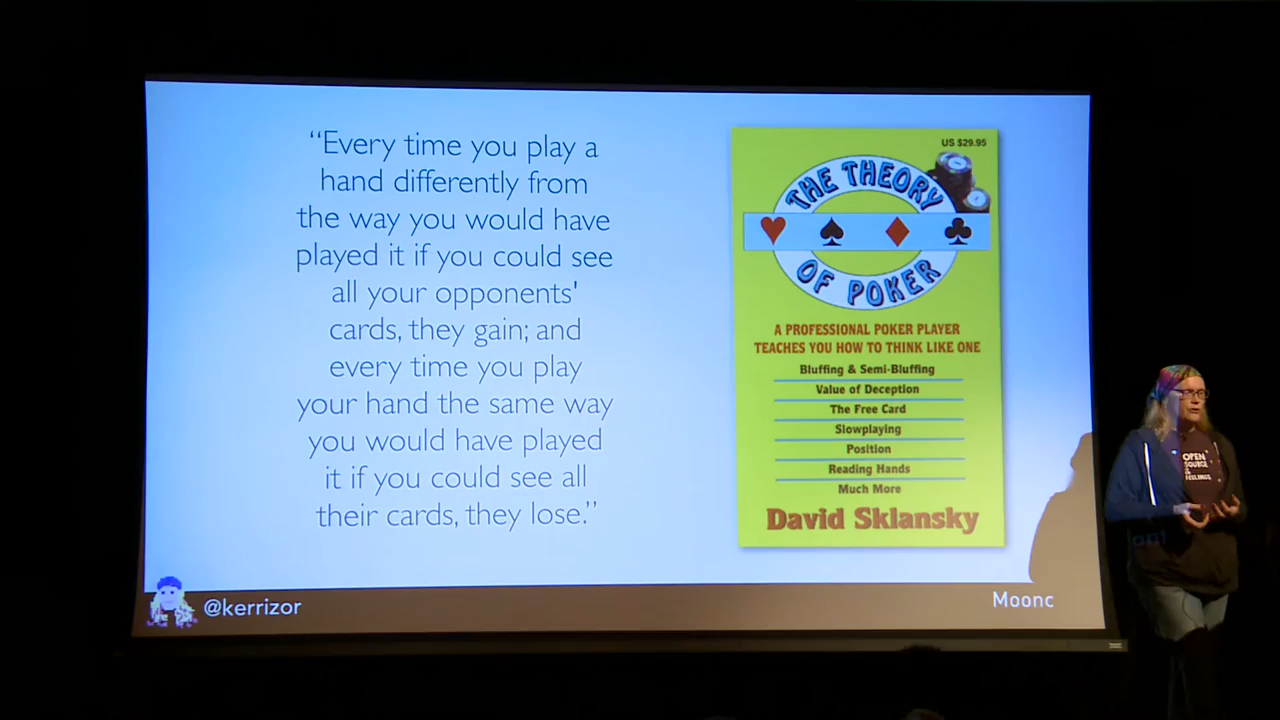 “Every time you play a
hand differently from
the way you would have
played it if you could see
all your opponents'
cards, they gain; and
every time you play
your hand the same way
you would have played
it if you could see all
their cards, they lose.”
US $29.95
THE THEORY
OF POKER
A PROFESSIONAL POKER PLAYER
TEACHES YOU HOW TO THINK LIKE ONE
Bluffing & Semi-Bluffing
Value of Deception
The Free Card
Slowplaying
Position
Reading Hands
Much More
David Sklansky
@kerrizor
Moonc
OPEN
SOURCE
FEELINGS
ont